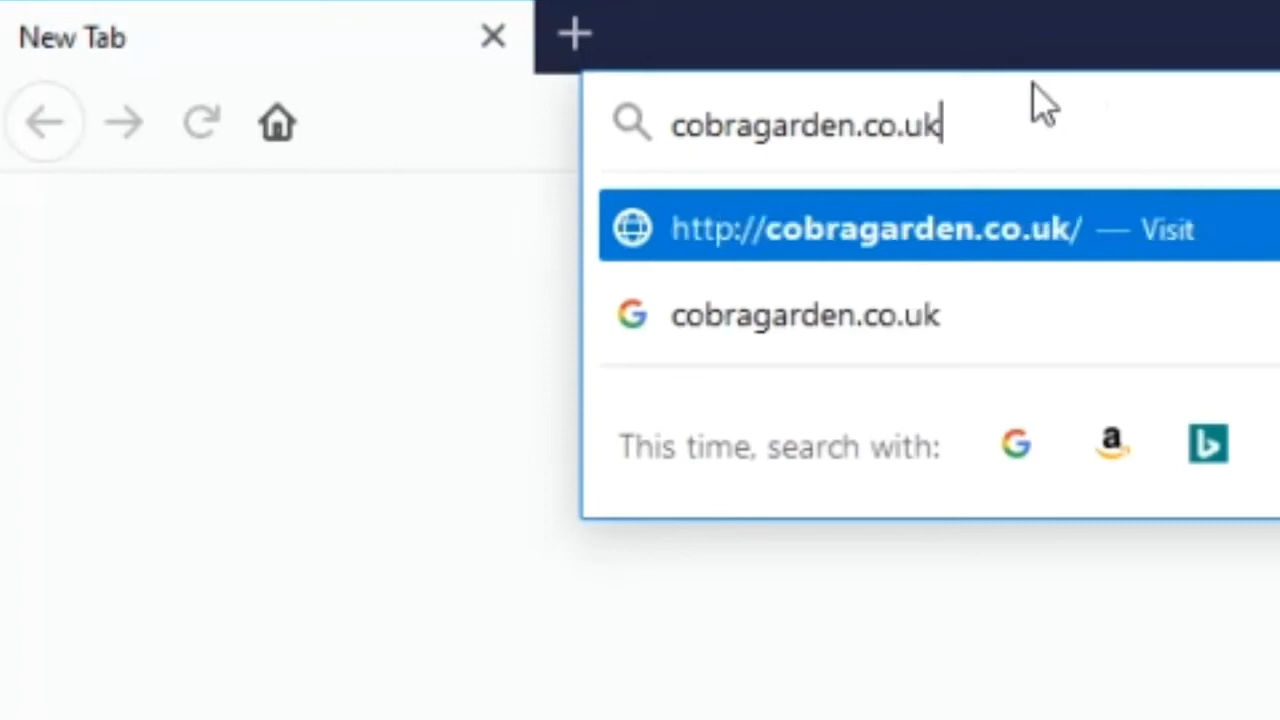 New Tab
cobragarden.co.uk
http://cobragarden.co.uk/ — Visit
cobragarden.co.uk
This time, search with: